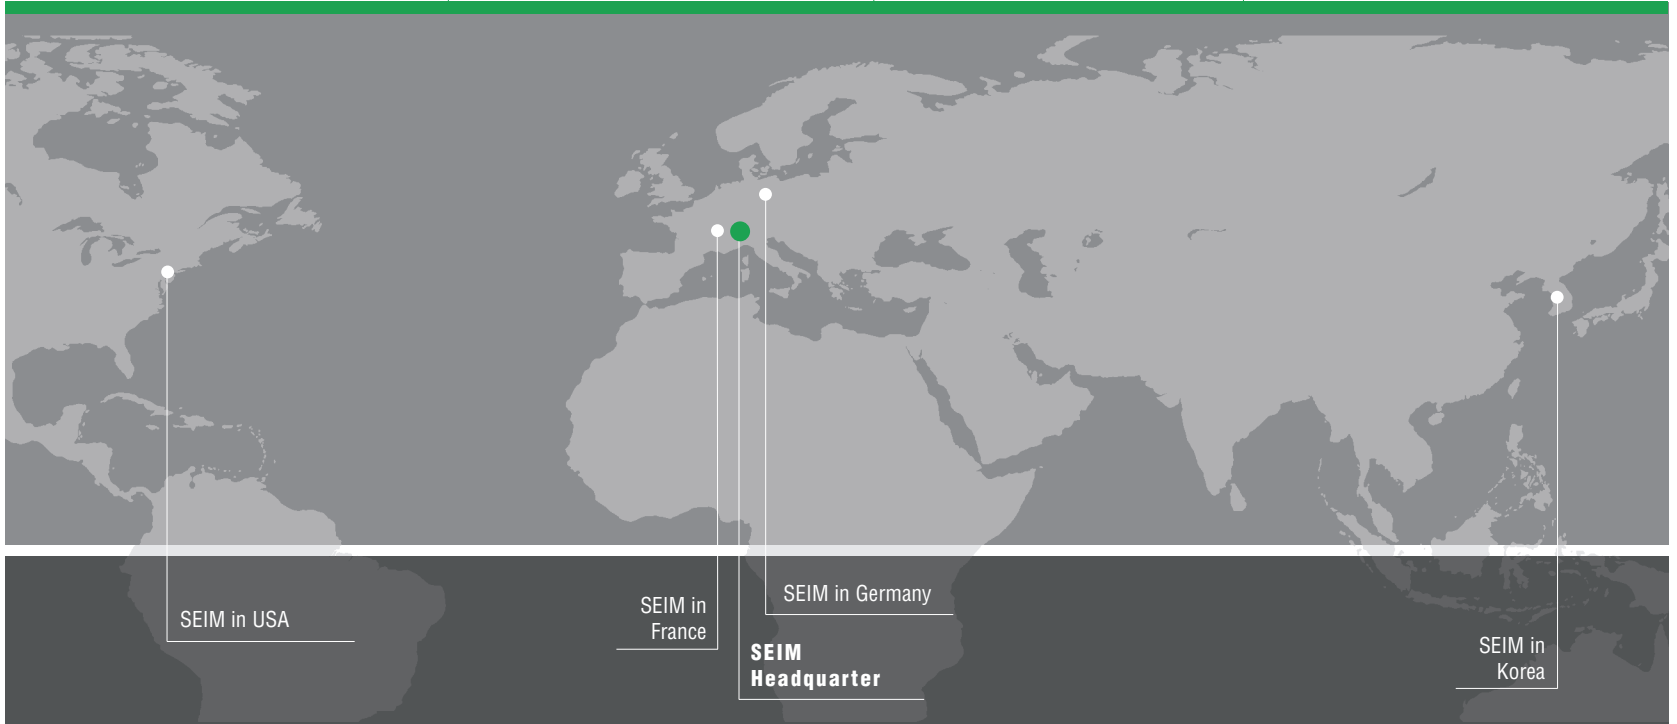 SEIM in USA
SEIM in
France
SEIM in Germany
SEIM
Headquarter
SEIM in
Korea